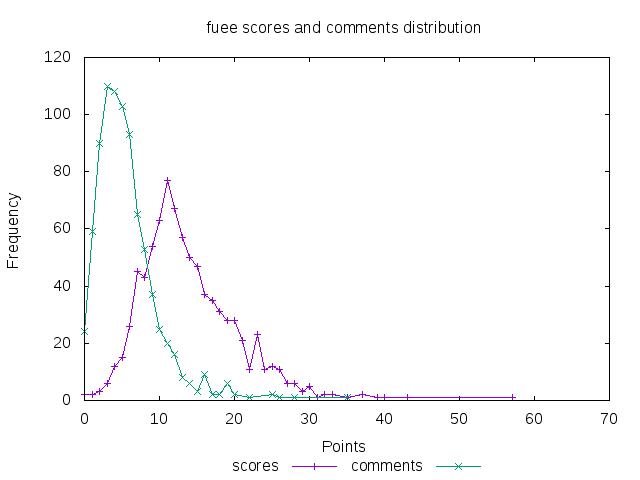 fuee scores and comments distribution
120
100
80
60
40
20
0
Frequency
0 10 20 30 40 50 60 70
Points
scores comments